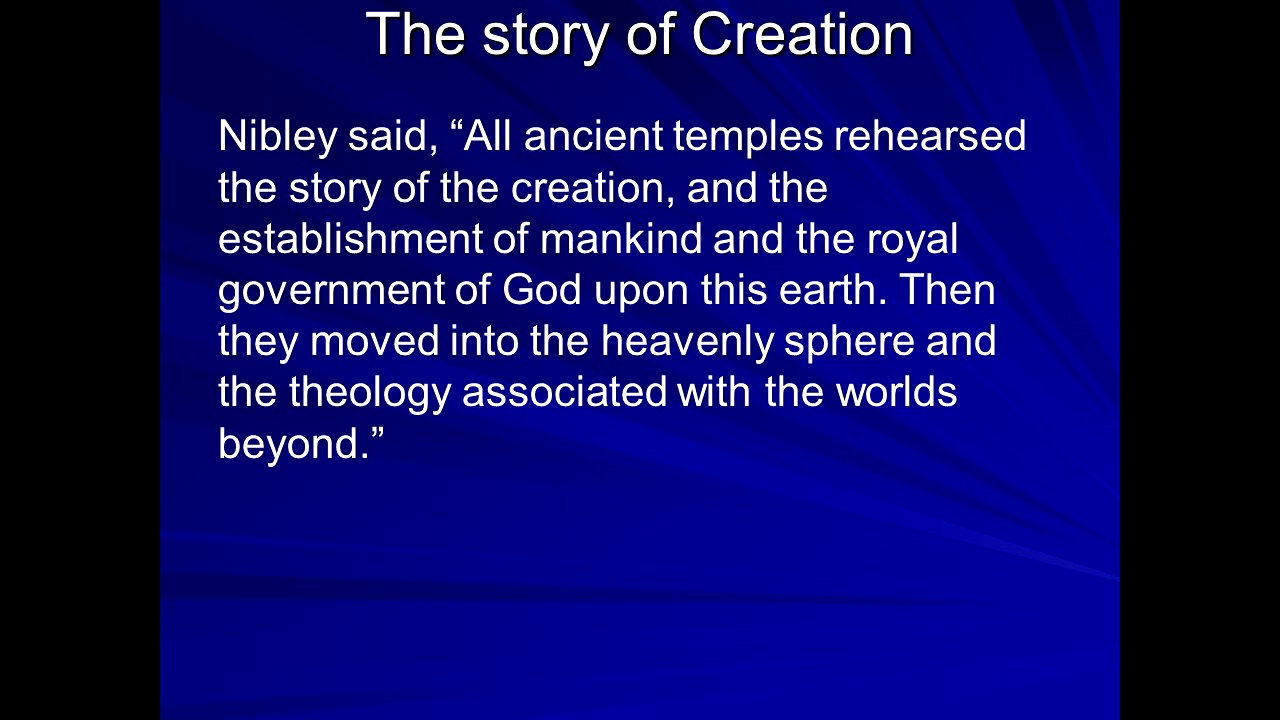 The story of Creation
Nibley said, “All ancient temples rehearsed
the story of the creation, and the
establishment of mankind and the royal
government of God upon this earth. Then
they moved into the heavenly sphere and
the theology associated with the worlds
beyond.”